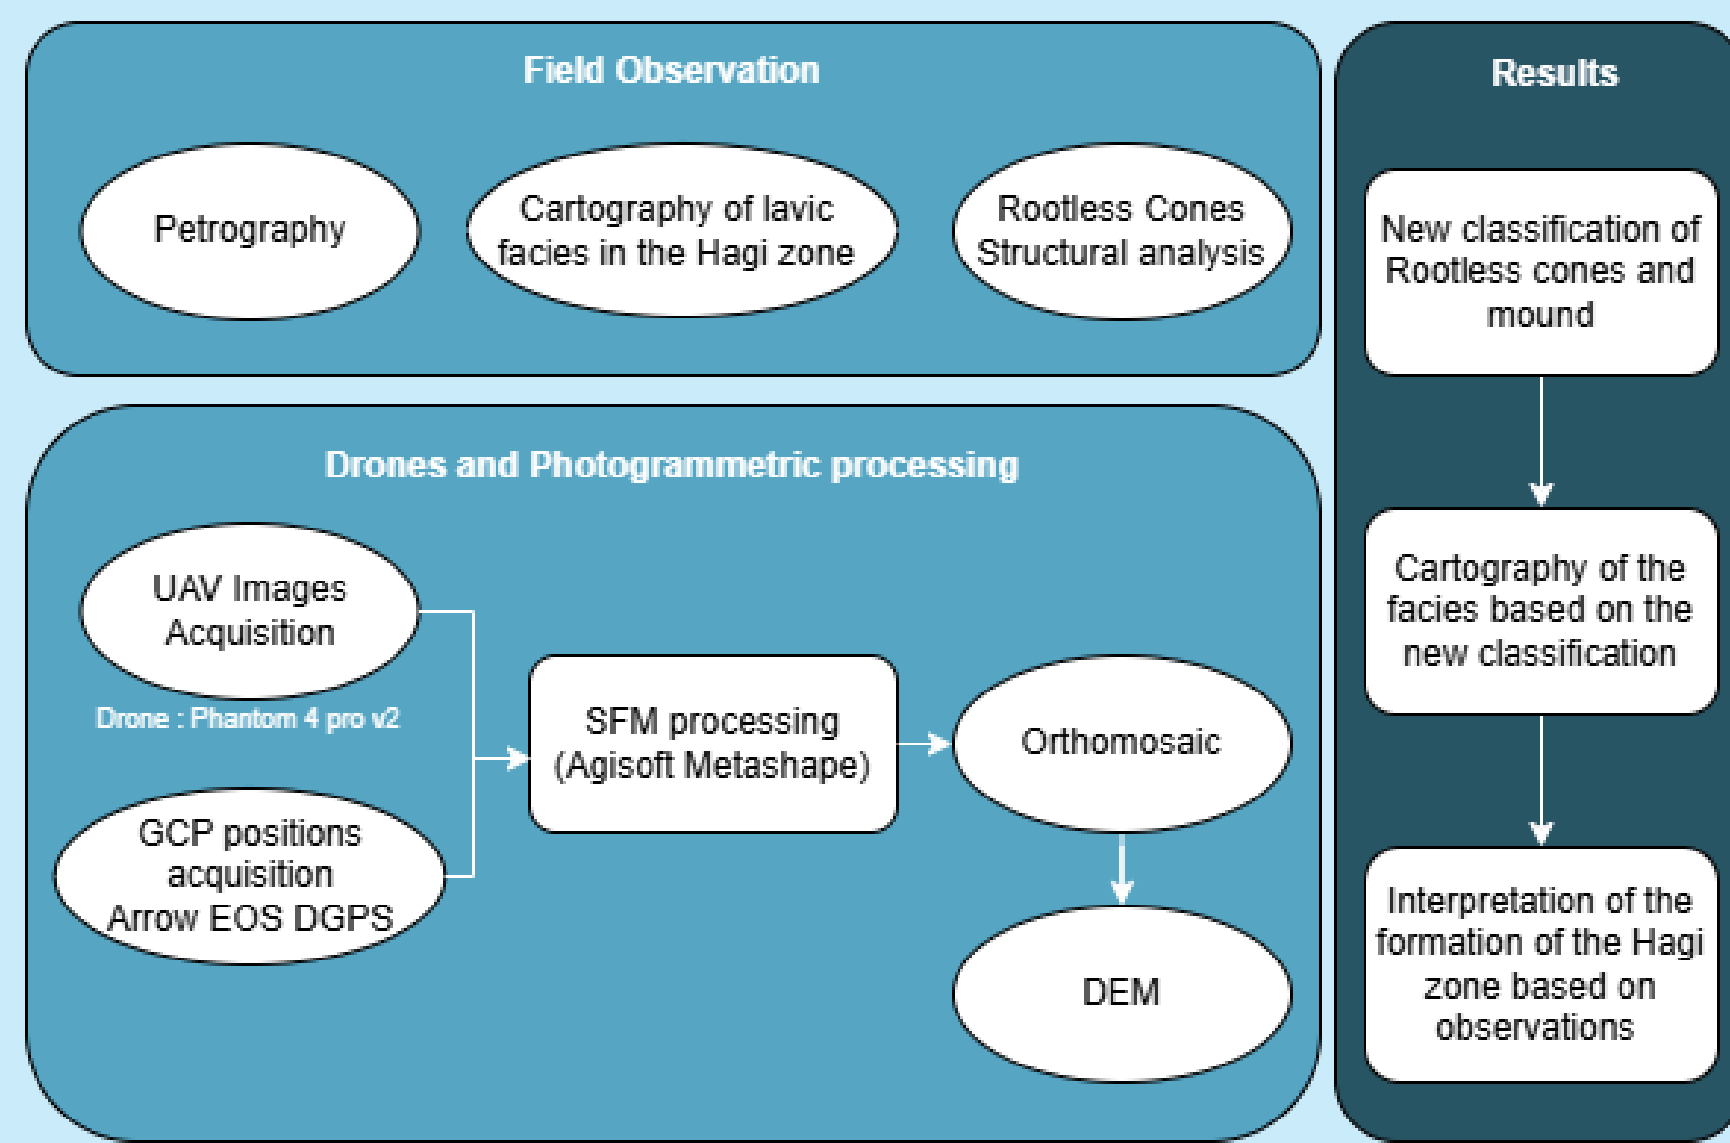 Field Observation
Petrography
Cartography of lavic
facies in the Hagi zone
Rootless Cones
Structural analysis
Drones and Photogrammetric processing
UAV Images
Acquisition
Drone : Phantom 4 pro v2
GCP positions
acquisition
Arrow EOS DGPS
SFM processing
(Agisoft Metashape)
Orthomosaic
DEM
Results
New classification of
Rootless cones and
mound
Cartography of the
facies based on the
new classification
Interpretation of the
formation of the Hagi
zone based on
observations